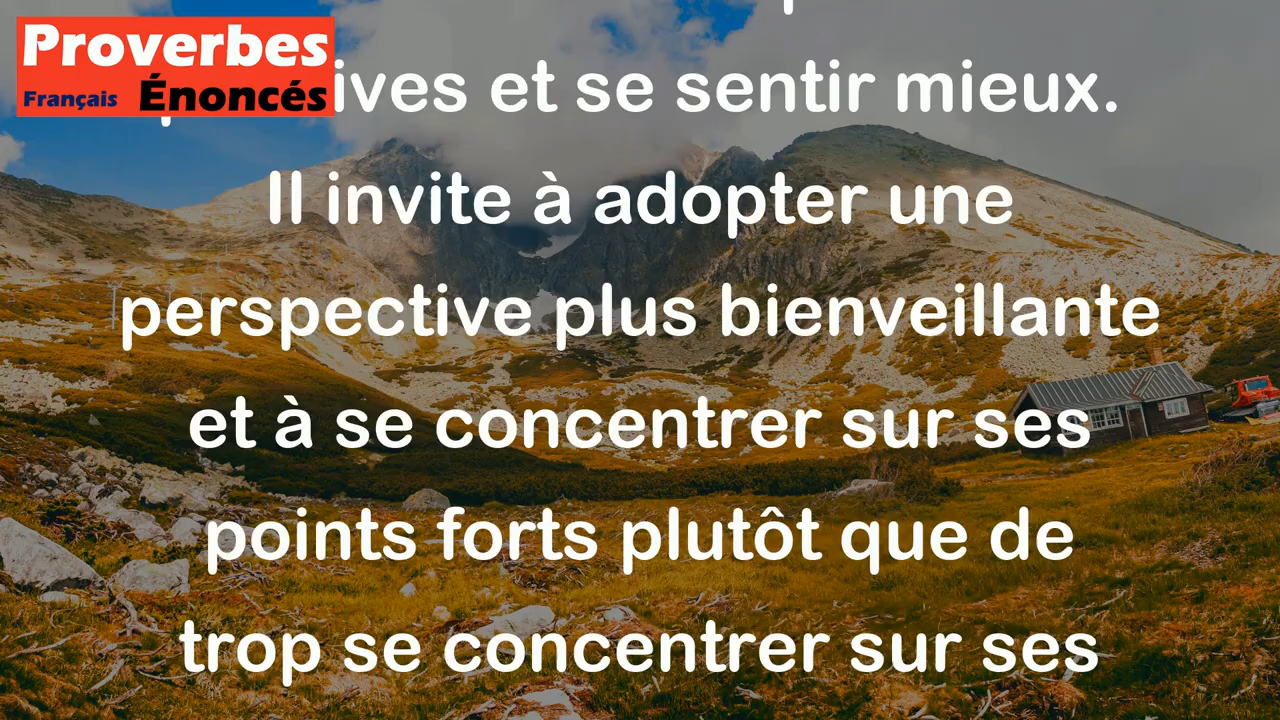 Proverbes
Français Énoncés
et se sentir mieux.
Il invite à adopter une
perspective plus bienveillante
et à se concentrer sur ses
points forts plutôt que de
trop se concentrer sur ses